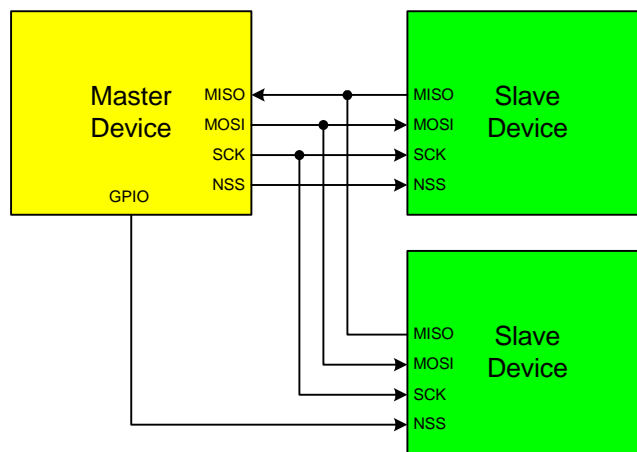 Master
Device
MISO
MOSI
SCK
NSS
GPIO
MISO
MOSI
SCK
NSS
Slave
Device
MISO
MOSI
SCK
NSS
Slave
Device